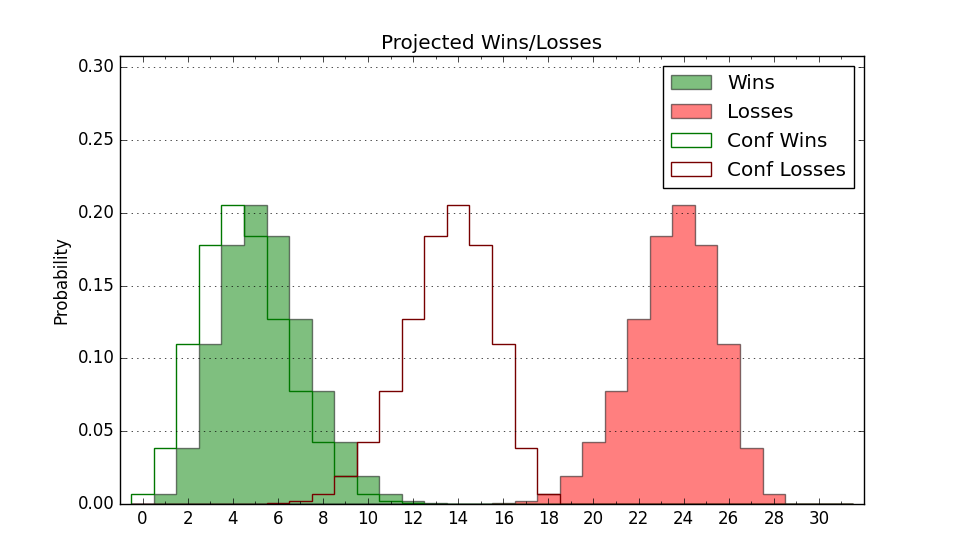 Projected Wins/Losses
Wins
Losses
Conf Wins
Conf Losses
Probability
0.30
0.25
0.20
0.15
0.10
0.05
0.00
0 2 4 6 8 10 12 14 16 18 20 22 24 26 28 30